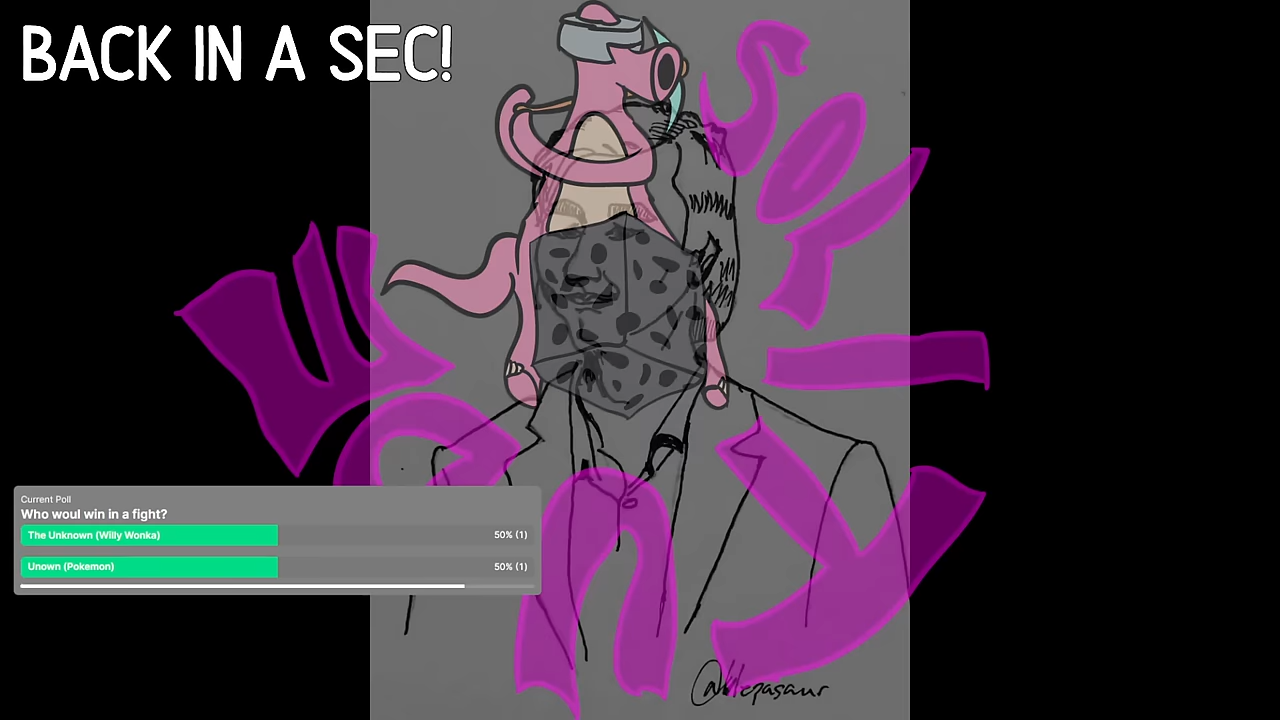 BACK IN A SEC!
Current Poll
Who woul win in a fight?
The Unknown (Willy Wonka) 50% (1)
Unown (Pokemon) 50% (1)